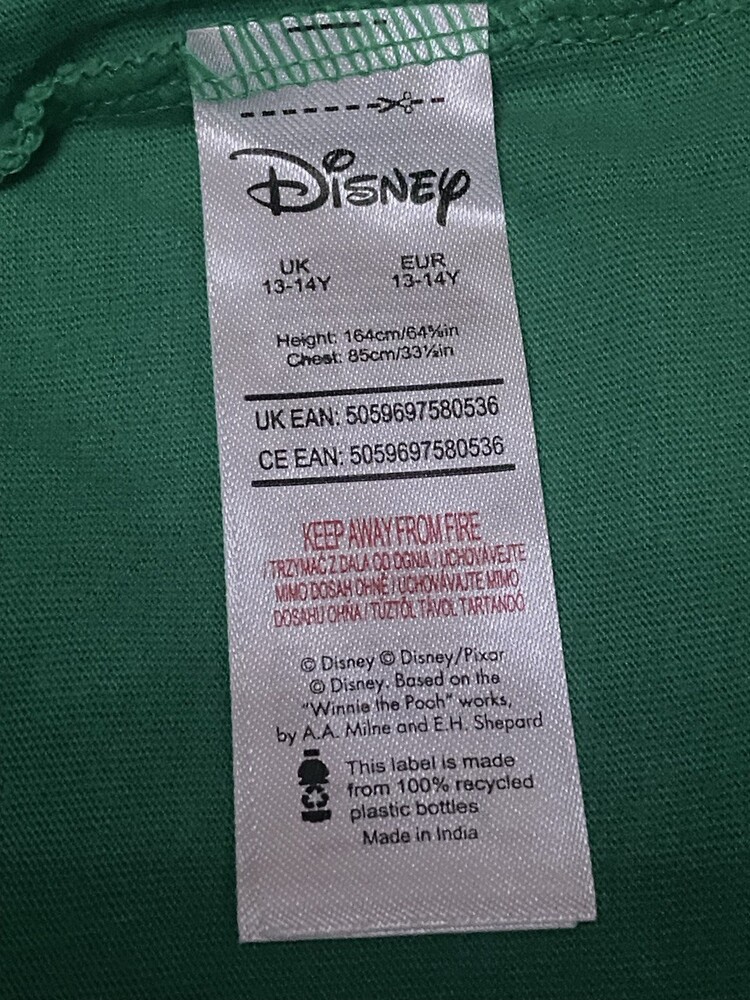 Disney
UK EUR
13-14Y 13-14Y
Height: 164cm/64⅝in
Chest: 85cm/33½in
UK EAN: 5059697580536
CE EAN: 5059697580536
KEEP AWAY FROM FIRE
/ TRZYMAĆ Z DALA OD OGNIA / UCHOVÁVEJTE
MIMO DOSAH OHNĚ / UCHOVÁVAJTE MIMO
DOSAHU OHŇA / TŰZTŐL TÁVOL TARTANDÓ
© Disney © Disney/Pixar
© Disney. Based on the
"Winnie the Pooh" works,
by A.A. Milne and E.H. Shepard
This label is made
from 100% recycled
plastic bottles
Made in India